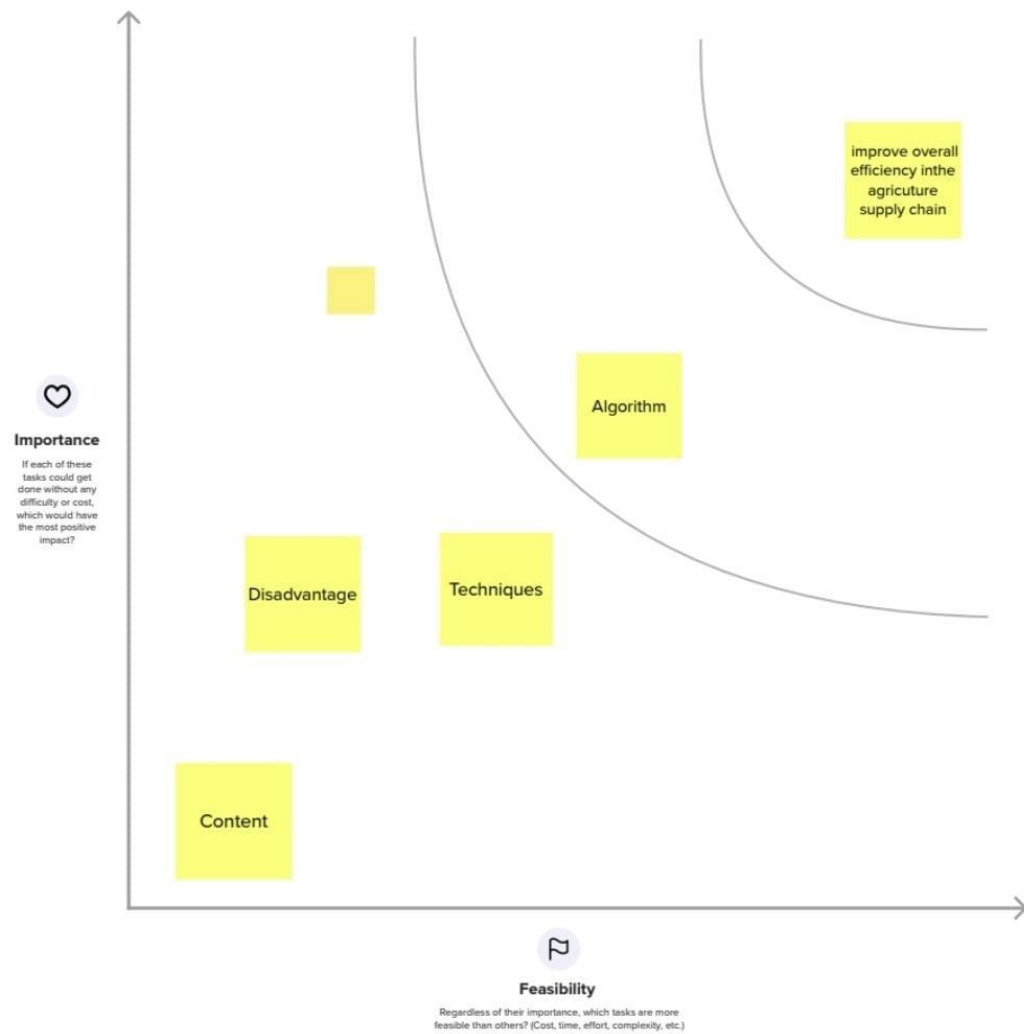 improve overall
efficiency inthe
agricuture
supply chain
Algorithm
Importance
If each of these
tasks could get
done without any
difficulty or cost,
which would have
the most positive
impact?
Disadvantage
Techniques
Content
Feasibility
Regardless of their importance, which tasks are more
feasible than others? (Cost, time, effort, complexity, etc.)